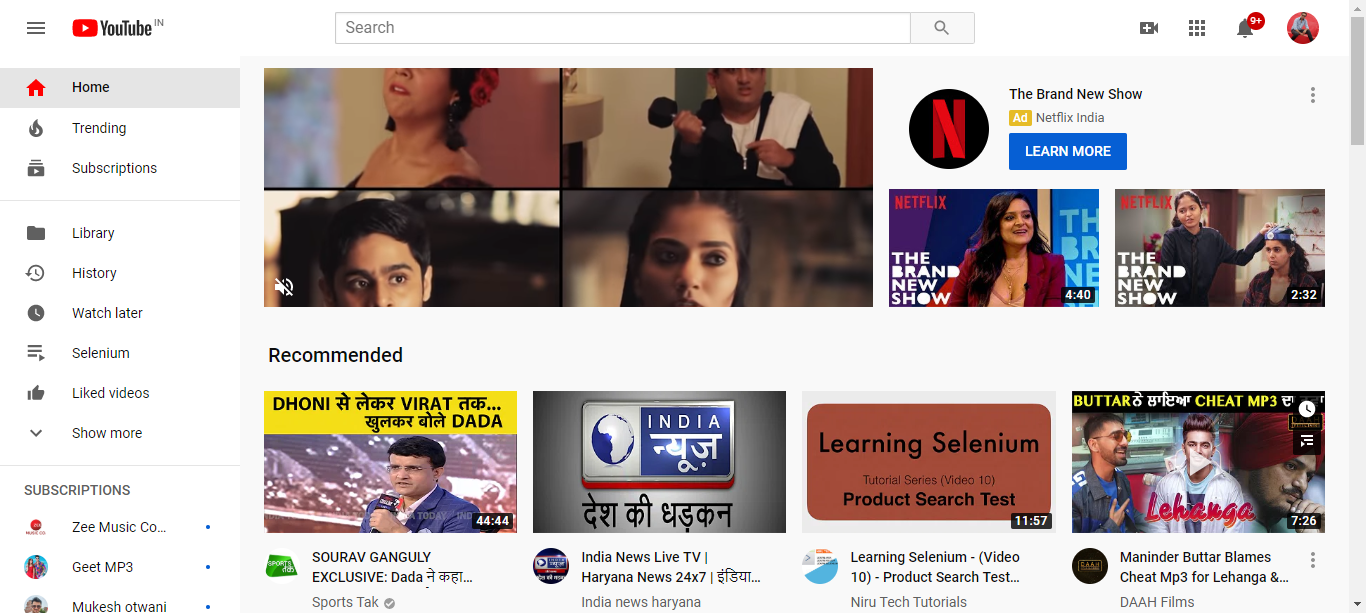 YouTube IN
Search
9+
Home
Trending
Subscriptions
Library
History
Watch later
Selenium
Liked videos
Show more
SUBSCRIPTIONS
Zee Music Co...
Geet MP3
Mukesh otwani
The Brand New Show
Ad Netflix India
LEARN MORE
NETFLIX
THE
BRAND
NEW
SHOW
4:40
NETFLIX
THE
BRAND
NEW
SHOW
2:32
Recommended
DHONI से लेकर VIRAT तक...
खुलकर बोले DADA
44:44
SPORTS
तक
SOURAV GANGULY
EXCLUSIVE: Dada ने कहा...
Sports Tak
INDIA
न्यूज़
देश की धड़कन
India News Live TV |
Haryana News 24x7 | इंडिया...
India news haryana
Learning Selenium
Tutorial Series (Video 10)
Product Search Test
11:57
Learning Selenium - (Video
10) - Product Search Test...
Niru Tech Tutorials
BUTTAR ਨੇ ਲਾਇਆ CHEAT MP3
Lehanga
7:26
Maninder Buttar Blames
Cheat Mp3 for Lehanga &...
DAAH Films